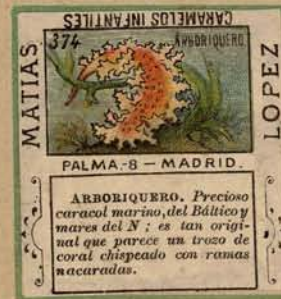 CARAMELOS INFANTILES
MATIAS
LOPEZ
374
ARBORIQUERO
PALMA.-8 — MADRID.
ARBORIQUERO. Precioso
caracol marino, del Báltico y
mares del N ; es tan origi-
nal que parece un trozo de
coral chispeado con ramas
nacaradas.